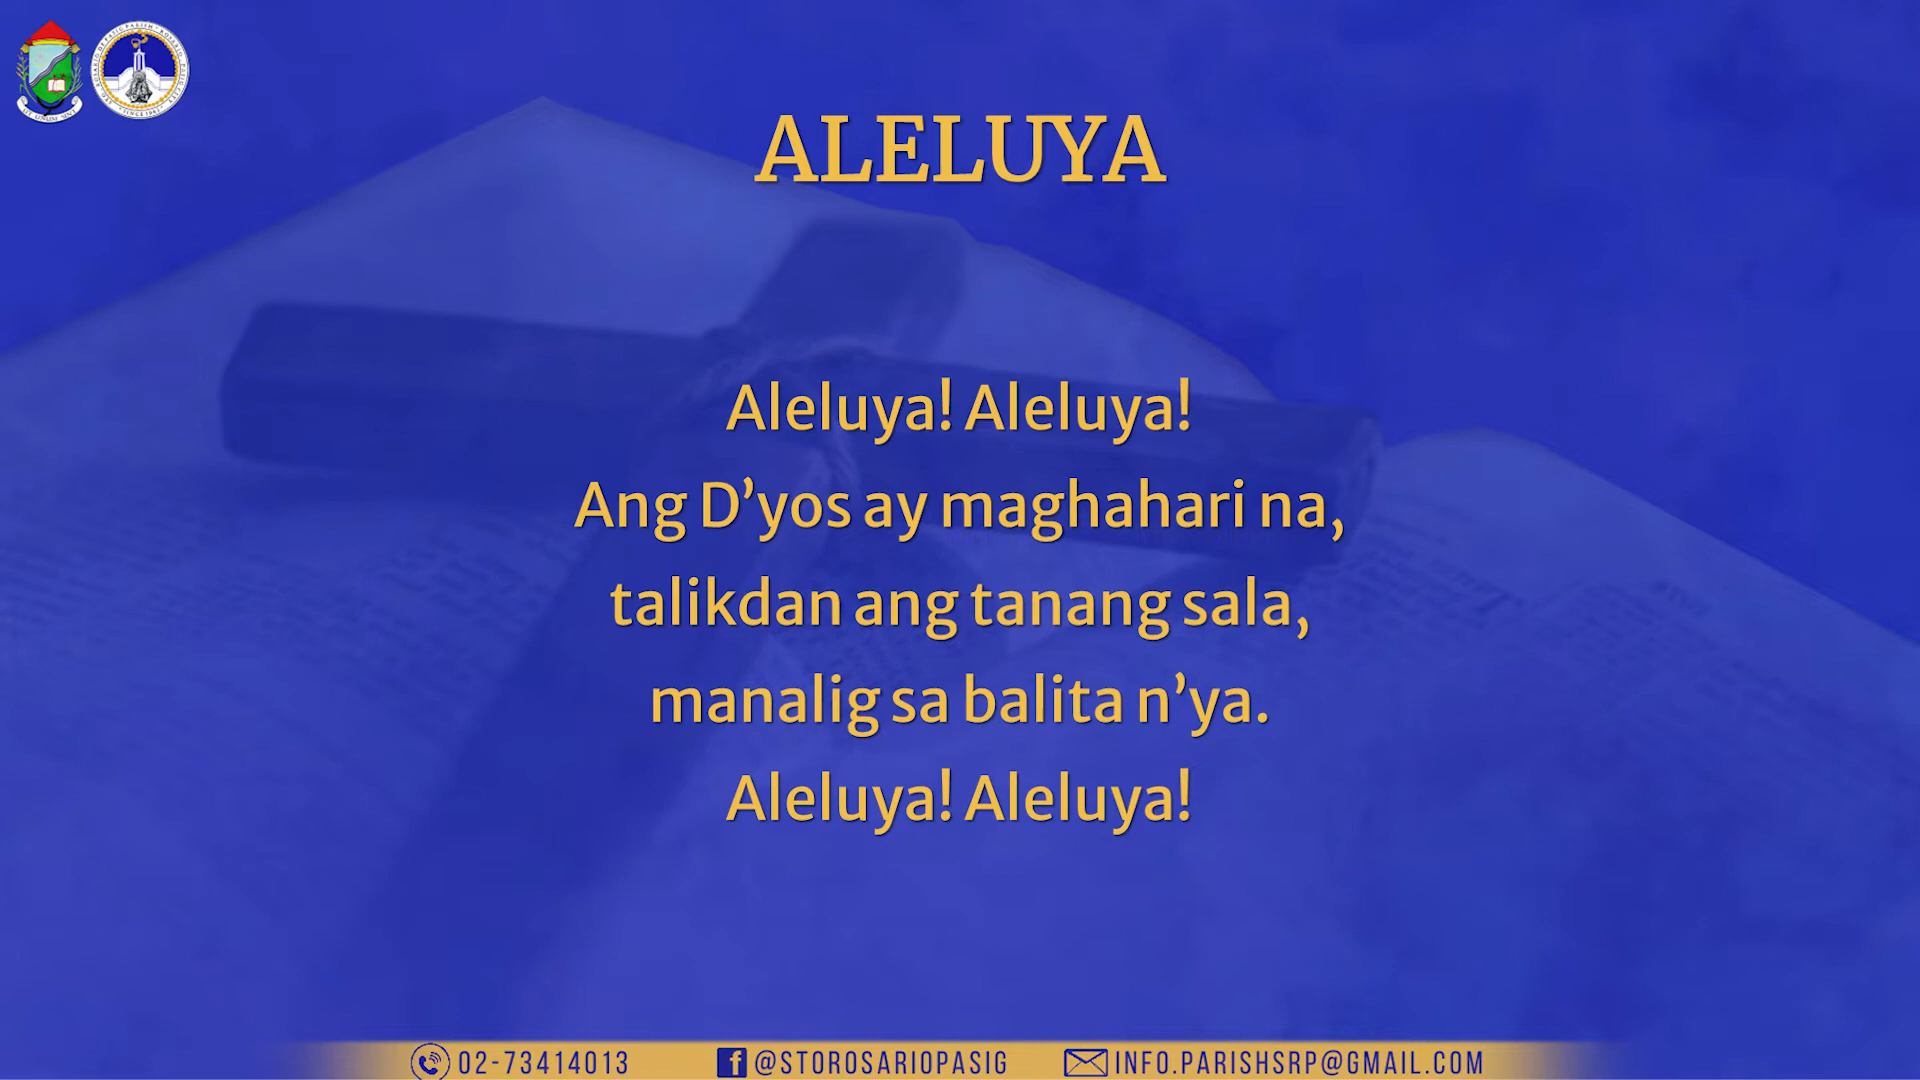 ALELUYA
Aleluya! Aleluya!
Ang D’yos ay maghahari na,
talikdan ang tanang sala,
manalig sa balita n’ya.
Aleluya! Aleluya!
02-73414013
@STOROSARIOPASIG
INFO.PARISHSRP@GMAIL.COM